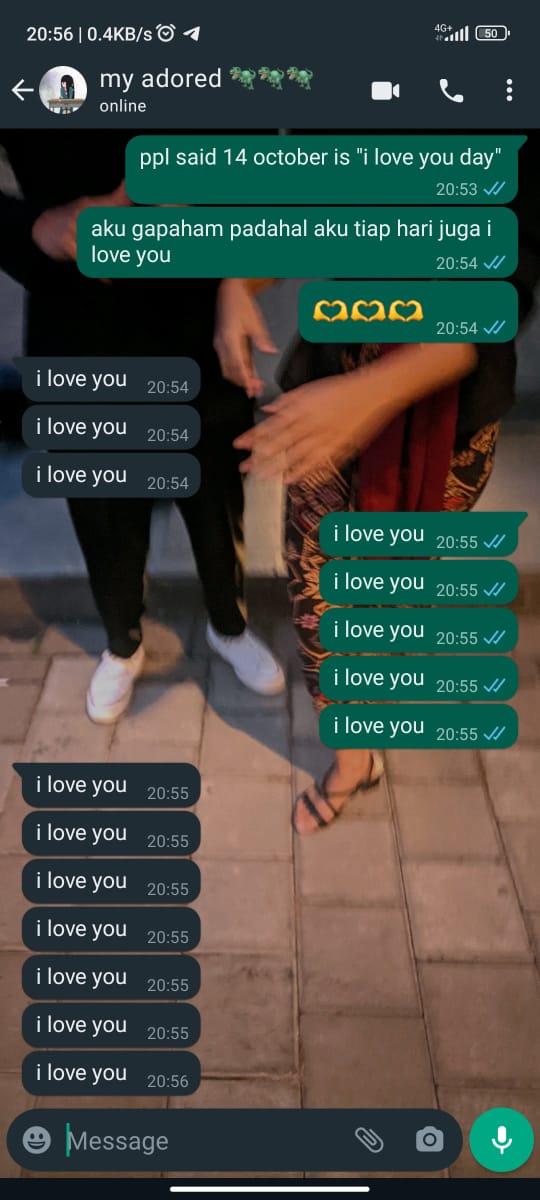 20:56 | 0.4KB/s
4G+
50
my adored 🦖🦖🦖
online
ppl said 14 october is "i love you day"
20:53
aku gapaham padahal aku tiap hari juga i
love you
20:54
🫶🫶🫶 20:54
i love you 20:54
i love you 20:54
i love you 20:54
i love you 20:55
i love you 20:55
i love you 20:55
i love you 20:55
i love you 20:55
i love you 20:55
i love you 20:55
i love you 20:55
i love you 20:55
i love you 20:55
i love you 20:55
i love you 20:56
Message